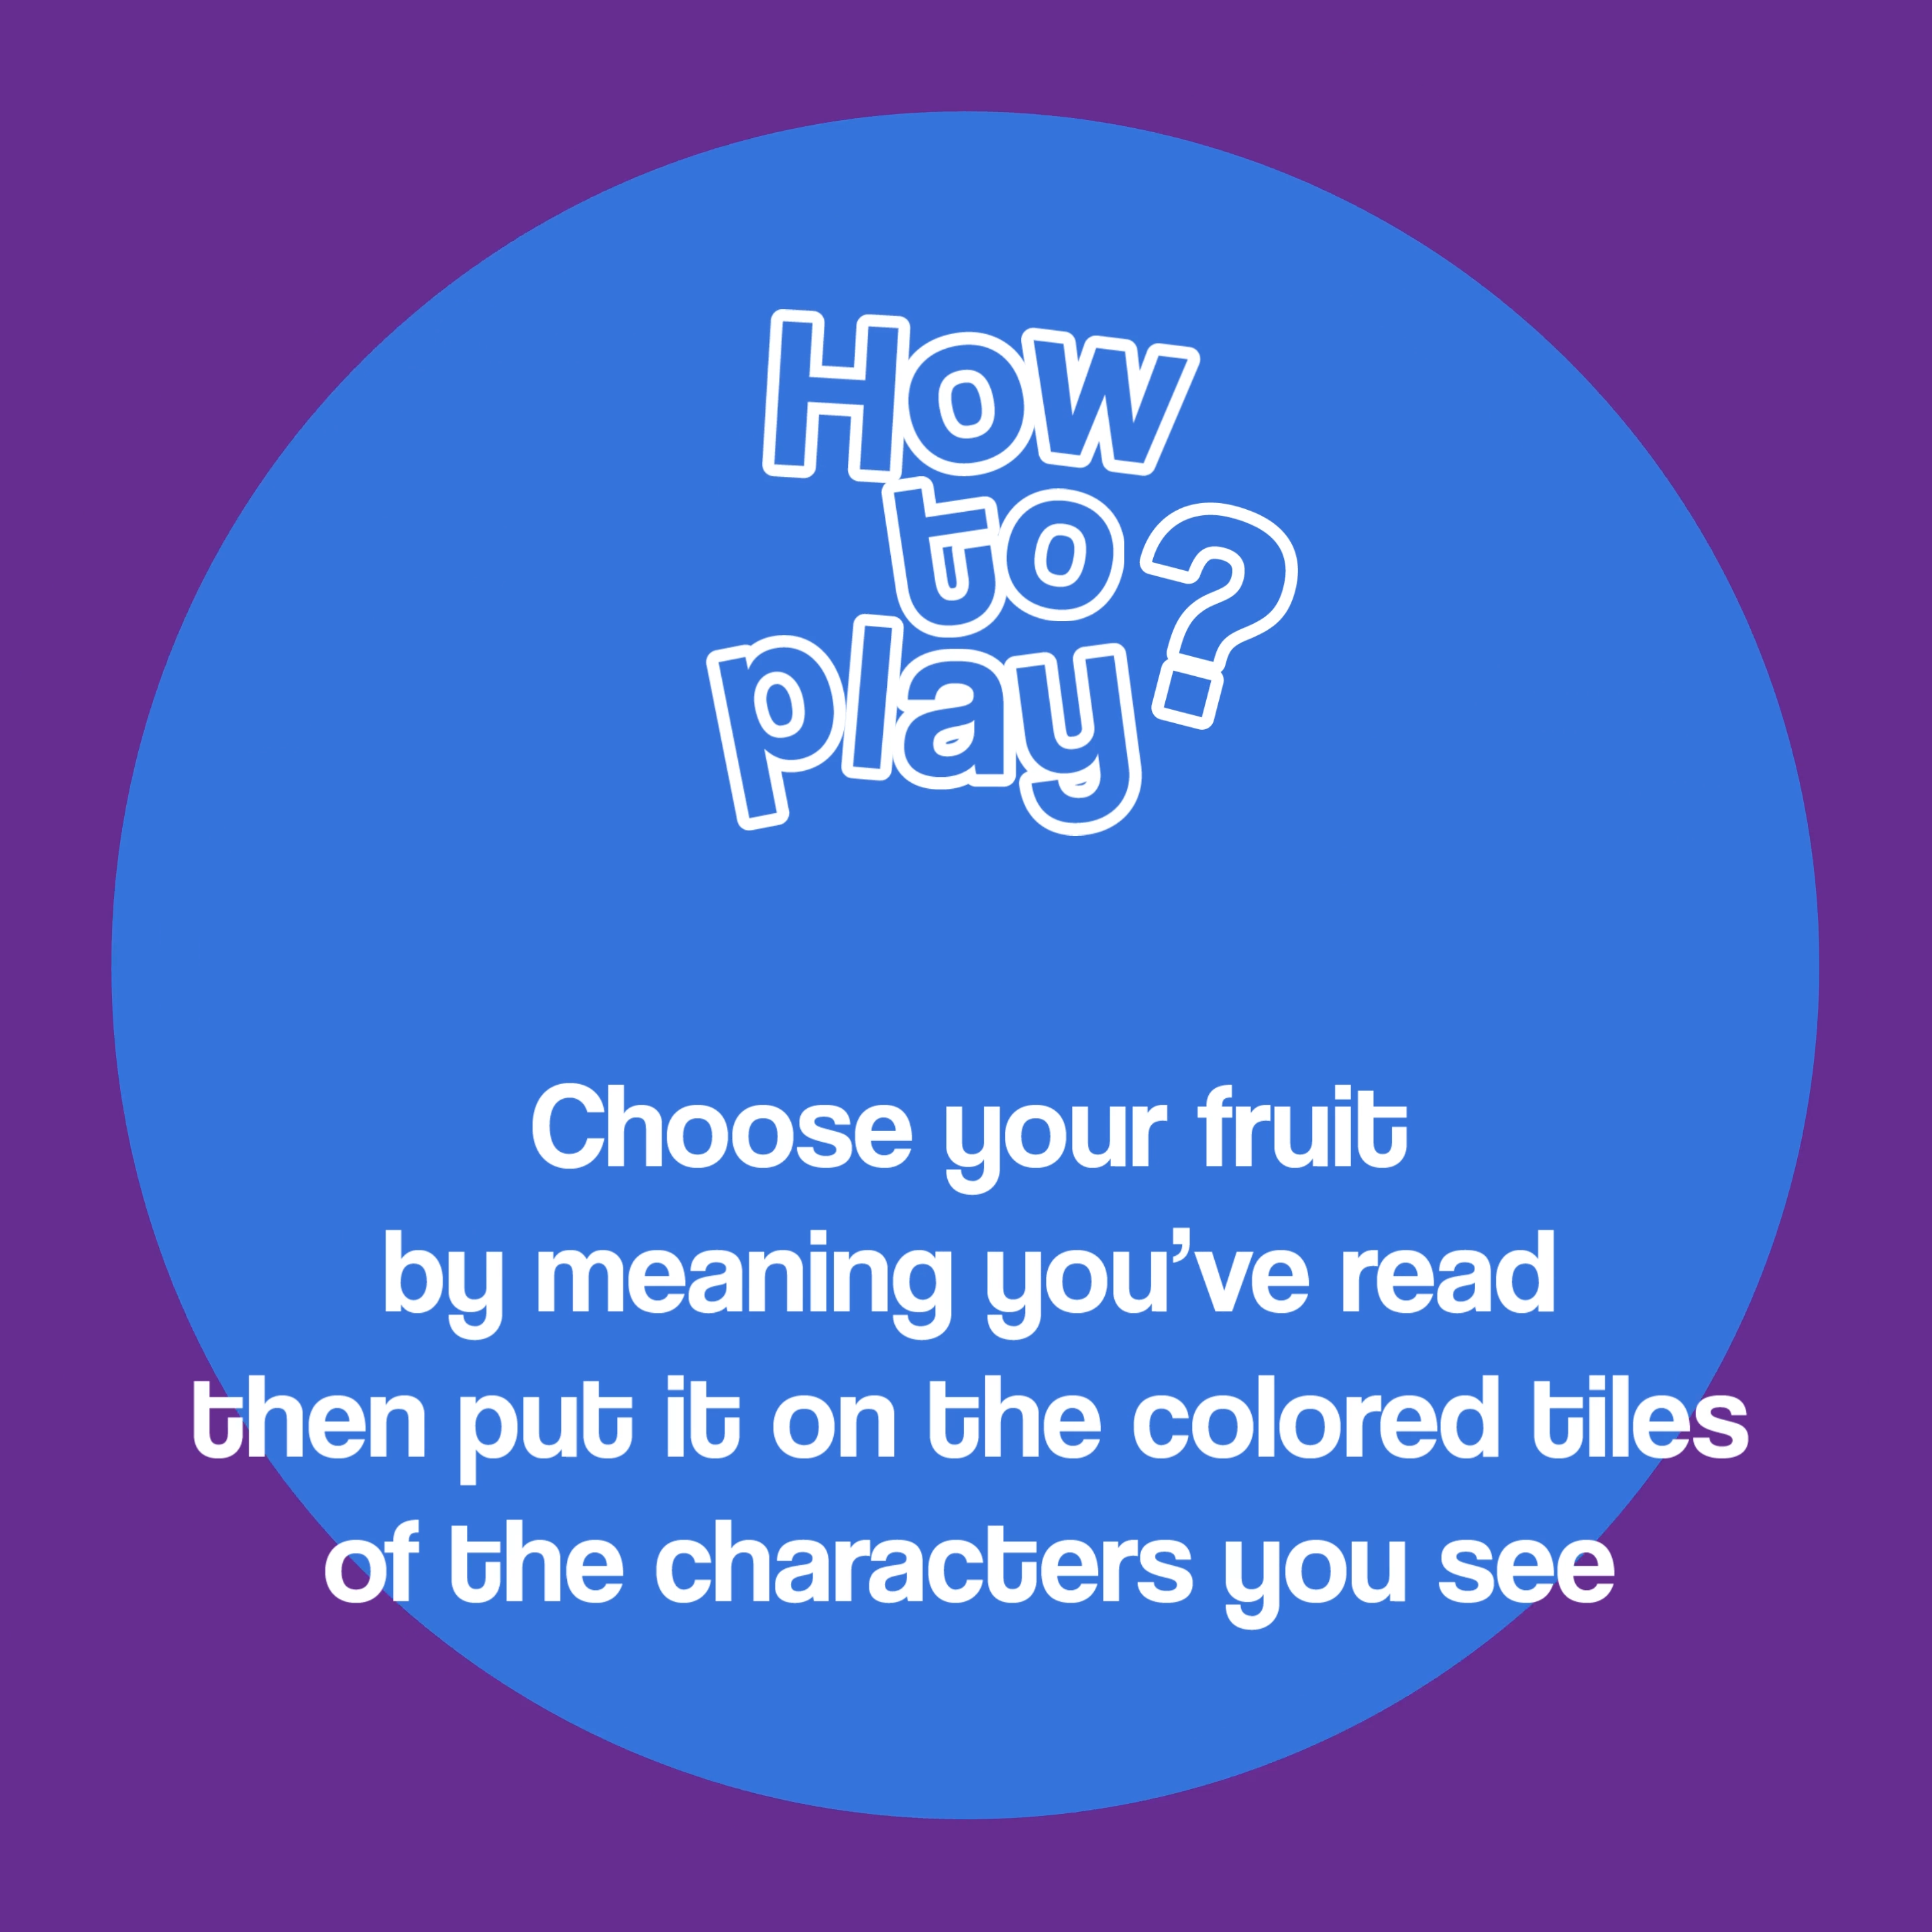 How
to
play?
Choose your fruit
by meaning you’ve read
then put it on the colored tiles
of the characters you see